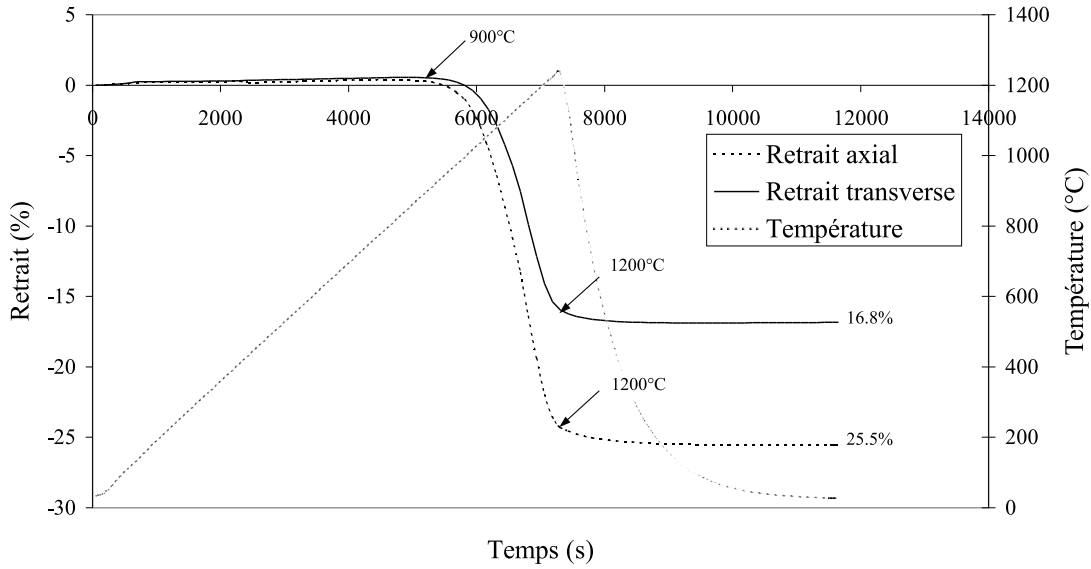 5
0
-5
-10
-15
-20
-25
-30
Retrait (%)
0 2000 4000 6000 8000 10000 12000 14000
Temps (s)
1400
1200
1000
800
600
400
200
0
Température (°C)
900°C
1200°C
1200°C
16.8%
25.5%
Retrait axial
Retrait transverse
Température